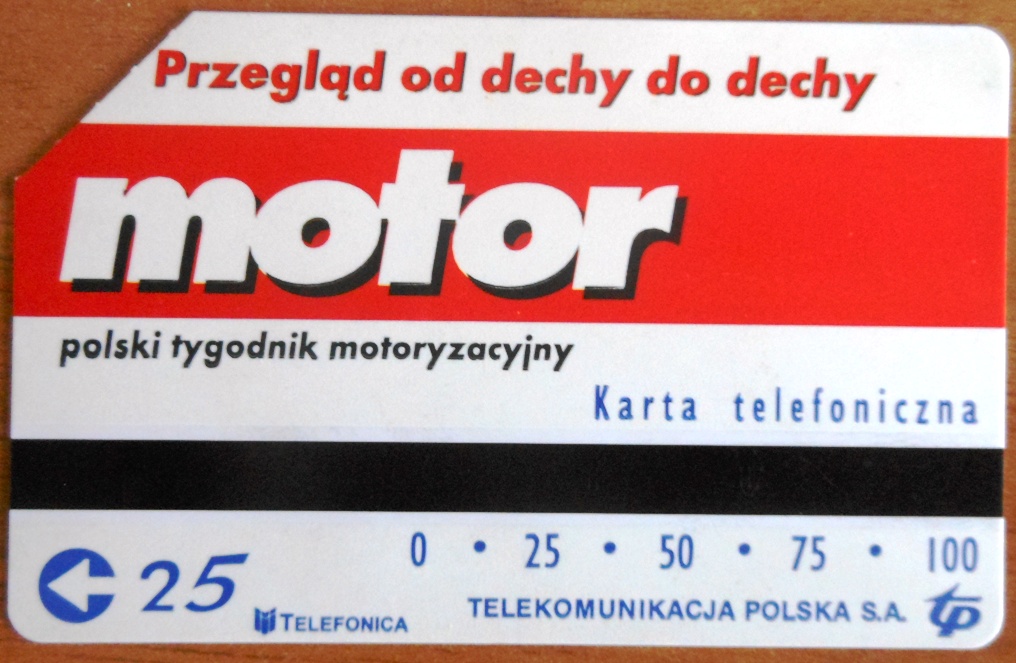 Przegląd od dechy do dechy
motor
polski tygodnik motoryzacyjny
Karta telefoniczna
0 • 25 • 50 • 75 • 100
25
TELEFONICA
TELEKOMUNIKACJA POLSKA S.A. tp